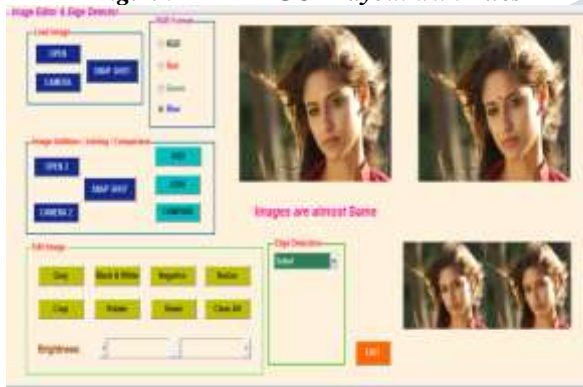 GUI
Image Editor & Edge Detector
Load Image
OPEN
CAMERA
SNAP SHOT
RGB
Red
Green
Blue
Image Addition / Joining / Comparison
OPEN 2
SNAP SHOT
CAMERA 2
ADD
JOIN
COMPARE
Images are almost Same
Edit Image
Gray
Black & White
Negative
Resize
Crop
Rotate
Clear All
Brightness
Edge Detection
Sobel
EXIT